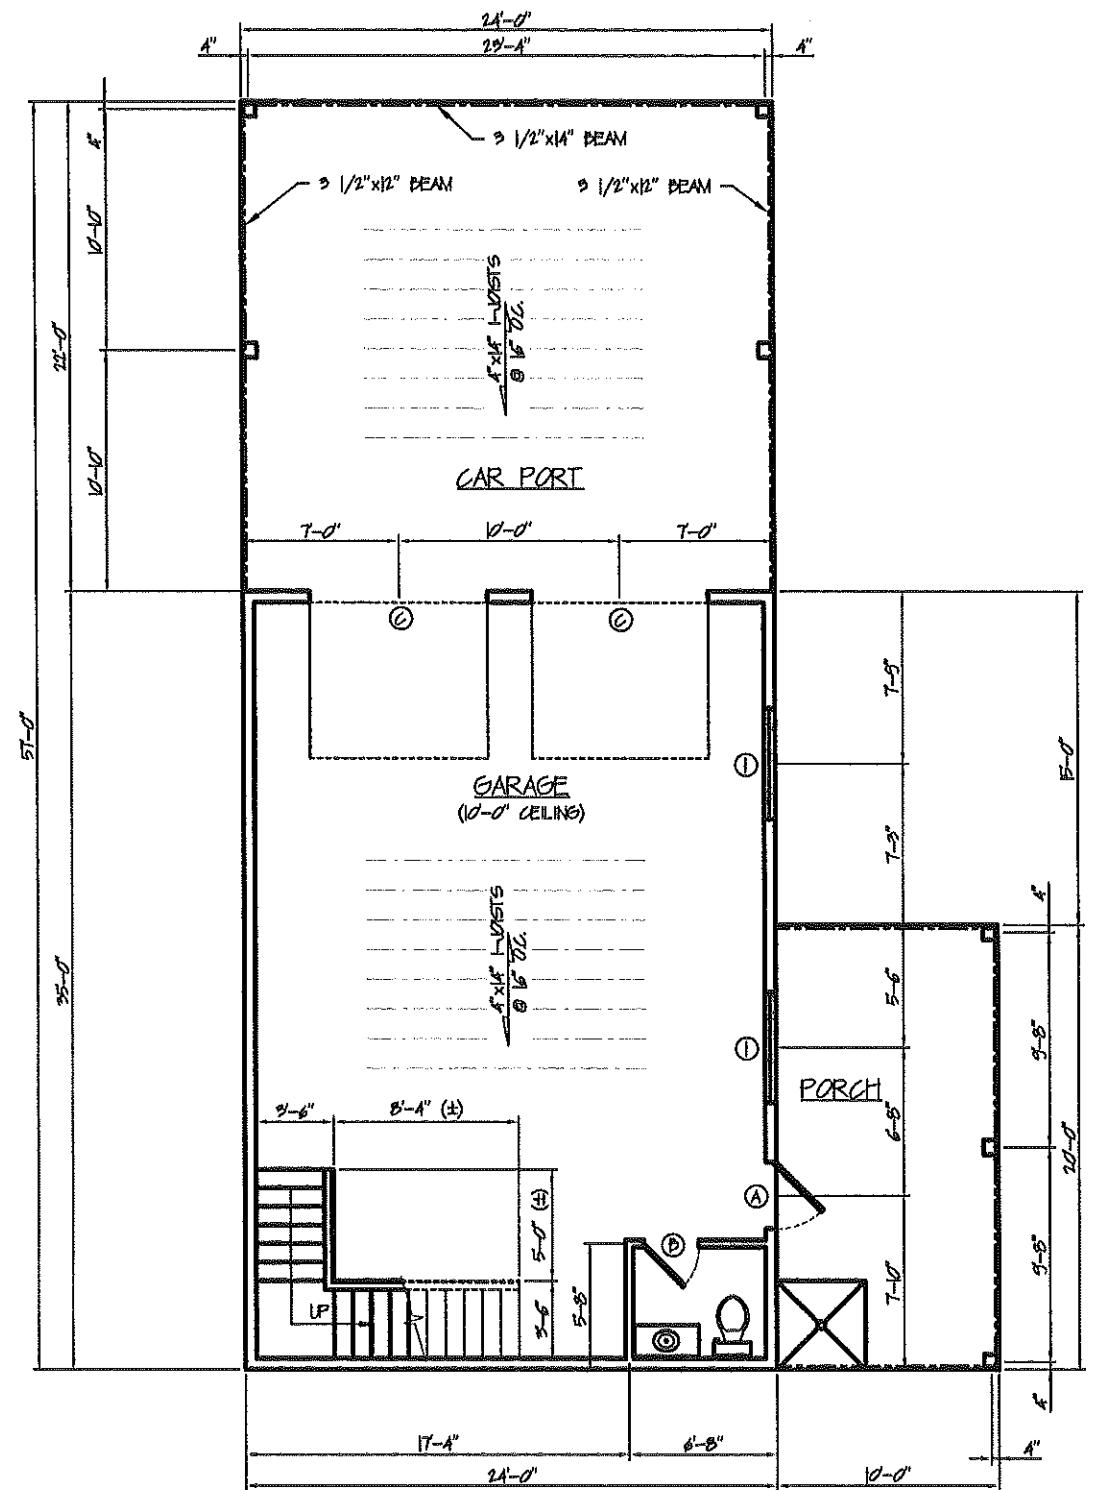 24'-0"
4"
23'-4"
4"
3 1/2"x14" BEAM
4"
3 1/2"x12" BEAM
3 1/2"x12" BEAM
10'-10"
4"x14" I-JOISTS
@ 16" O.C.
22'-0"
10'-10"
CAR PORT
7'-0"
10'-0"
7'-0"
C
C
7'-9"
57'-0"
1
15'-0"
GARAGE
(10'-0" CEILING)
7'-3"
4"
4"x14" I-JOISTS
@ 16" O.C.
35'-0"
5'-6"
9'-8"
1
PORCH
3'-6"
8'-4" (±)
6'-8"
20'-0"
A
5'-0" (±)
B
9'-8"
UP
3'-6"
5'-8"
7'-10"
4"
17'-4"
6'-8"
4"
24'-0"
10'-0"